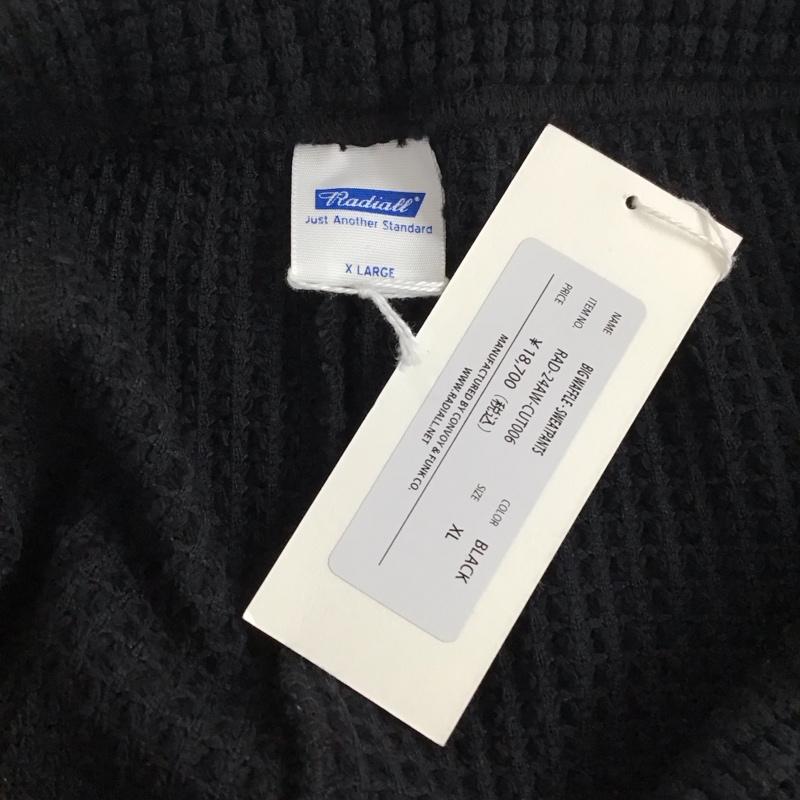 Radiall®
Just Another Standard
X LARGE
NAME BIG WAFFLE - SWEATPANTS
ITEM NO. RAD-24AW-CUT006 COLOR BLACK
PRICE ¥18,700 (税込) SIZE XL
MANUFACTURED BY CONVOY & FUNK CO.
WWW.RADIALL.NET